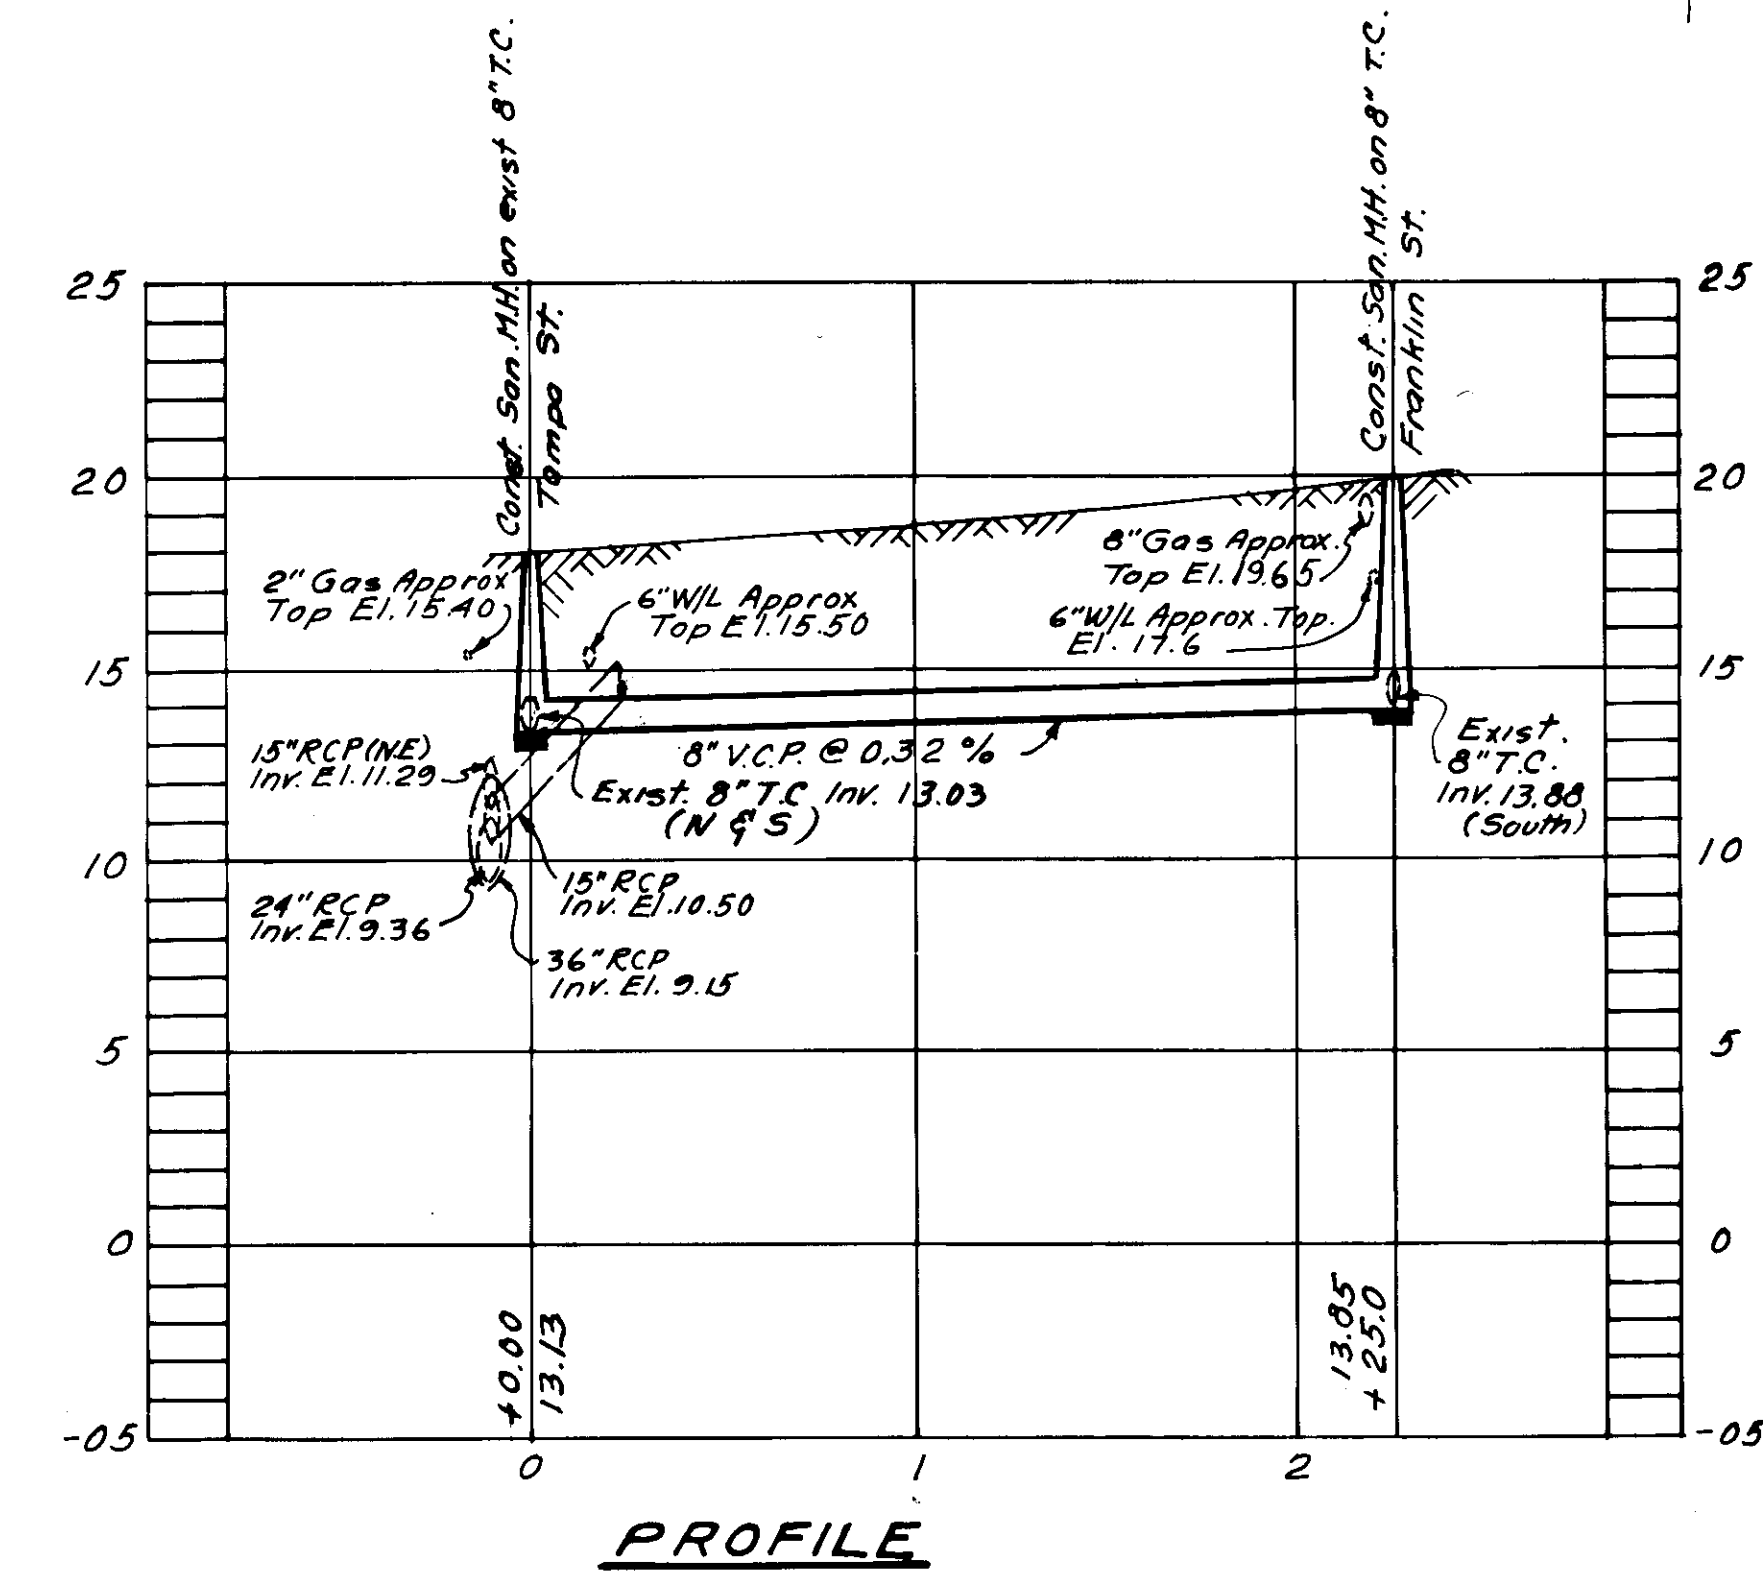 Const. San. M.H. on exist 8" T.C.
Tampa St.
Const. San. M.H. on 8" T.C.
Franklin St.
25
25
20
20
2" Gas Approx
Top El. 15.40
6" W/L Approx
Top El. 15.50
8" Gas Approx.
Top El. 19.65
6" W/L Approx. Top.
El. 17.6
15
15
15" RCP (N.E)
Inv. El. 11.29
8" V.C.P. @ 0.32 %
Exist. 8" T.C Inv. 13.03
(N & S)
Exist.
8" T.C.
Inv. 13.88
(South)
10
10
24" RCP
Inv. El. 9.36
15" RCP
Inv. El. 10.50
36" RCP
Inv. El. 9.15
5
5
0
0
+0.00
13.13
13.85
+25.0
-05
-05
0
1
2
PROFILE